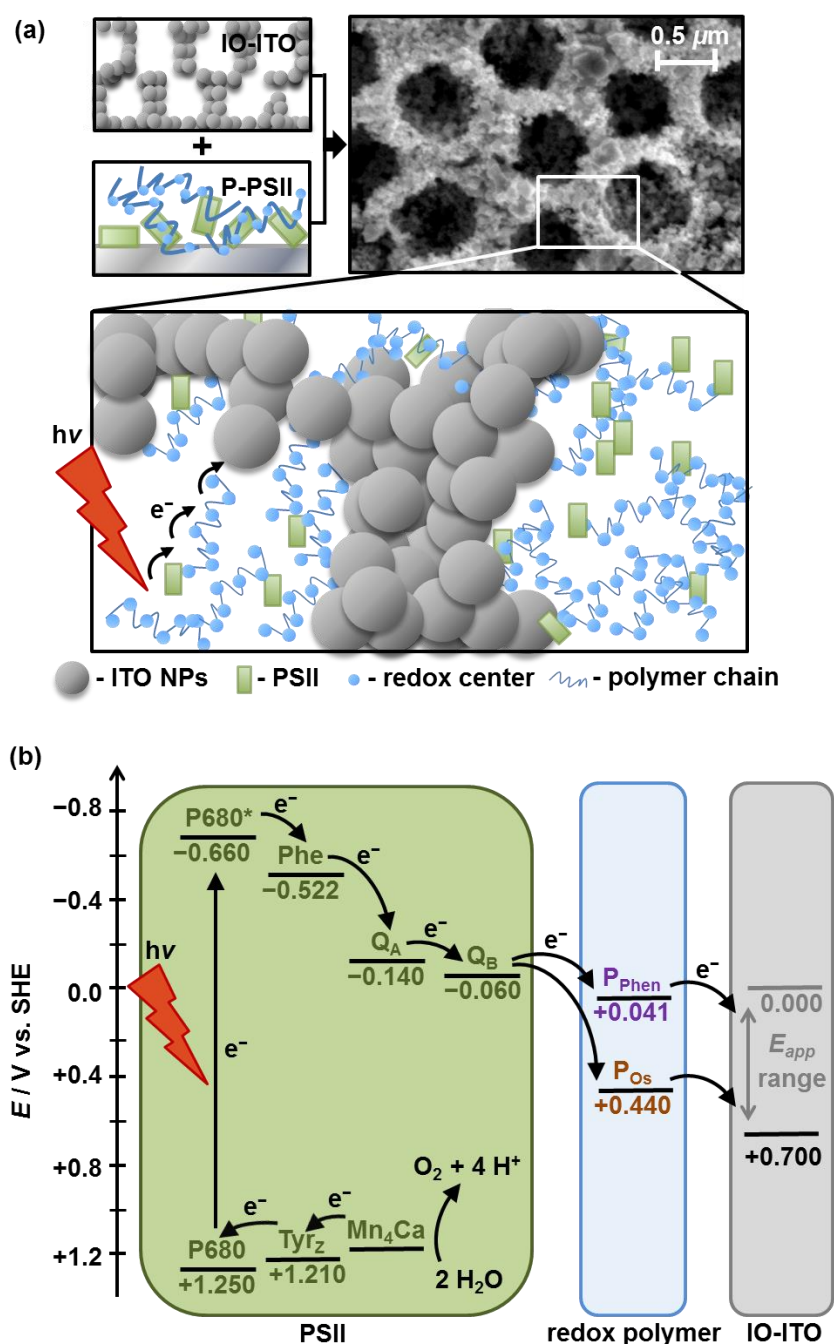 (a)
IO-ITO
+
P-PSII
0.5 µm
hν
e⁻
- ITO NPs - PSII - redox center - polymer chain
(b)
E / V vs. SHE
−0.8
−0.4
0.0
+0.4
+0.8
+1.2
hν
e⁻
P680*
−0.660
e⁻
Phe
−0.522
e⁻
Q_A
−0.140
e⁻
Q_B
−0.060
e⁻
P_Phen
+0.041
e⁻
P_Os
+0.440
0.000
E_app
range
+0.700
O₂ + 4 H⁺
e⁻
e⁻
P680
+1.250
Tyr_Z
+1.210
Mn₄Ca
2 H₂O
PSII
redox polymer
IO-ITO